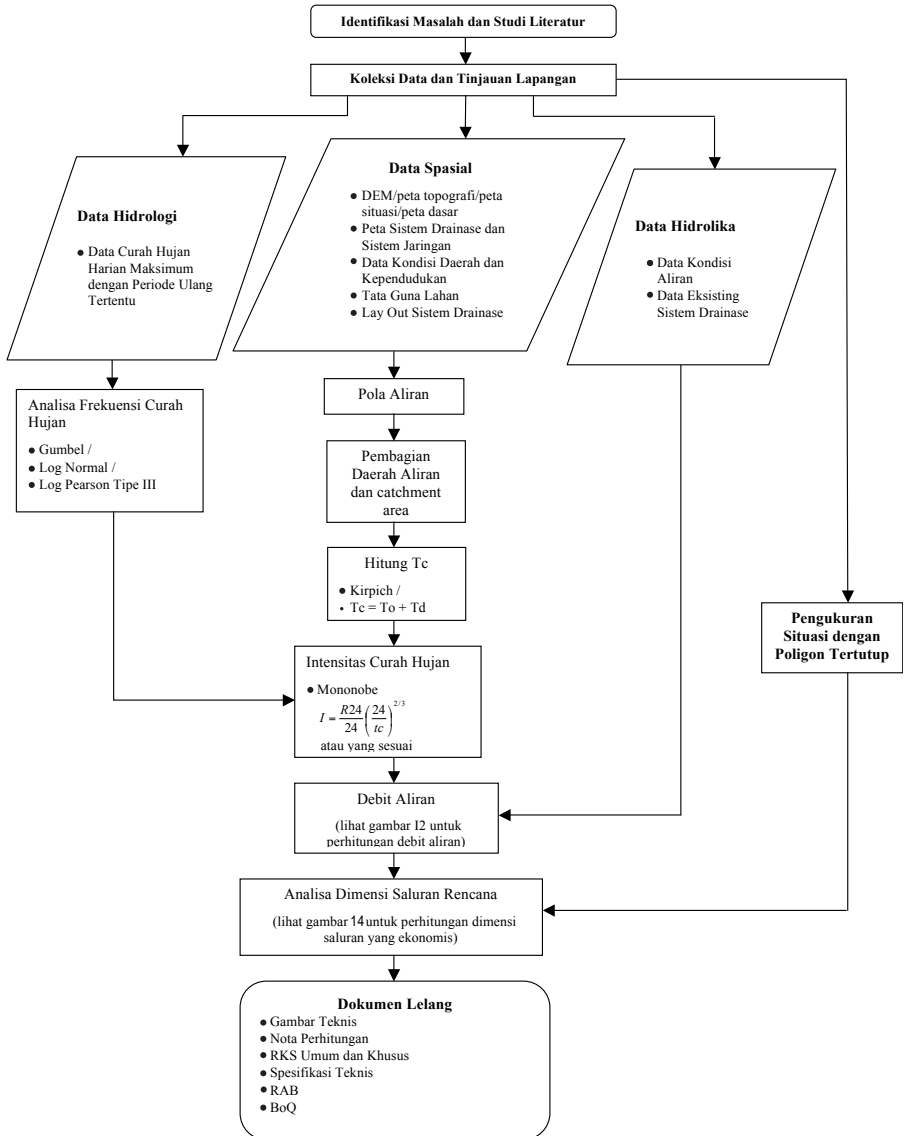 Identifikasi Masalah dan Studi Literatur
Koleksi Data dan Tinjauan Lapangan
Data Hidrologi
● Data Curah Hujan
Harian Maksimum
dengan Periode Ulang
Tertentu
Data Spasial
● DEM/peta topografi/peta
situasi/peta dasar
● Peta Sistem Drainase dan
Sistem Jaringan
● Data Kondisi Daerah dan
Kependudukan
● Tata Guna Lahan
● Lay Out Sistem Drainase
Data Hidrolika
● Data Kondisi
Aliran
● Data Eksisting
Sistem Drainase
Analisa Frekuensi Curah
Hujan
● Gumbel /
● Log Normal /
● Log Pearson Tipe III
Pola Aliran
Pembagian
Daerah Aliran
dan catchment
area
Hitung Tc
● Kirpich /
• Tc = To + Td
Pengukuran
Situasi dengan
Poligon Tertutup
Intensitas Curah Hujan
● Mononobe
I = R24/24 (24/tc)^2/3
atau yang sesuai
Debit Aliran
(lihat gambar I2 untuk
perhitungan debit aliran)
Analisa Dimensi Saluran Rencana
(lihat gambar 14 untuk perhitungan dimensi
saluran yang ekonomis)
Dokumen Lelang
● Gambar Teknis
● Nota Perhitungan
● RKS Umum dan Khusus
● Spesifikasi Teknis
● RAB
● BoQ